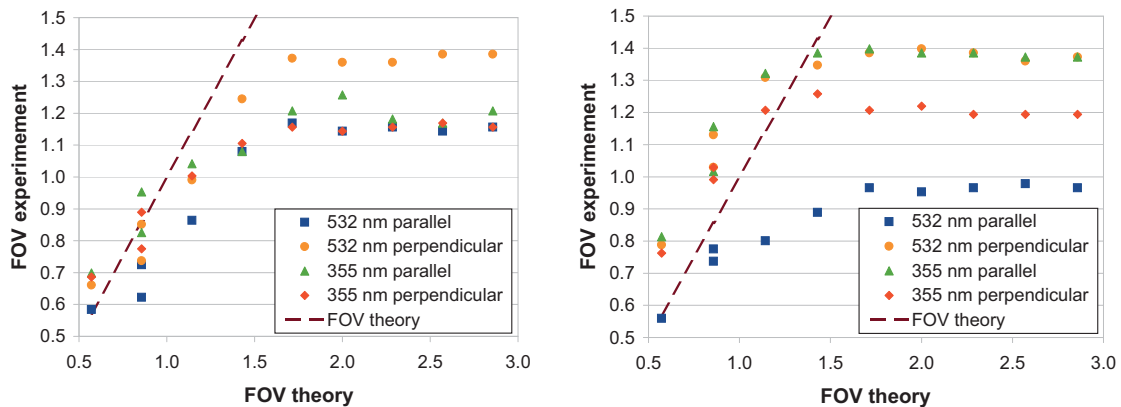 1.5
1.4
1.3
1.2
1.1
1.0
0.9
0.8
0.7
0.6
0.5
FOV experimement
532 nm parallel
532 nm perpendicular
355 nm parallel
355 nm perpendicular
FOV theory
0.5 1.0 1.5 2.0 2.5 3.0
FOV theory
1.5
1.4
1.3
1.2
1.1
1.0
0.9
0.8
0.7
0.6
0.5
FOV experimement
532 nm parallel
532 nm perpendicular
355 nm parallel
355 nm perpendicular
FOV theory
0.5 1.0 1.5 2.0 2.5 3.0
FOV theory